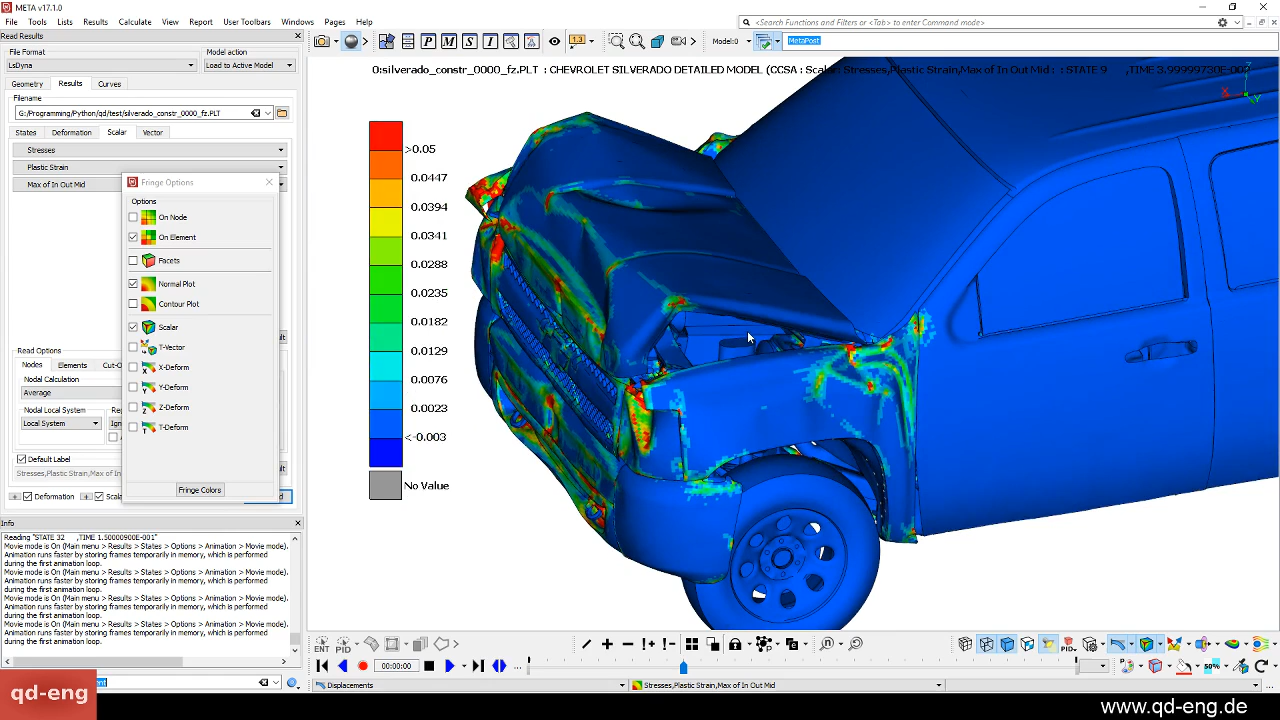 META v17.1.0
File Tools Lists Results Calculate View Report User Toolbars Windows Pages Help
<Search Functions and Filters or <Tab> to enter Command mode>
Read Results
File Format
Model action
LsDyna
Load to Active Model
Geometry Results Curves
Filename
G:/Programming/Python/qd/test/silverado_constr_0000_fz.PLT
States Deformation Scalar Vector
Stresses
Plastic Strain
Max of In Out Mid
Fringe Options
Options
On Node
On Element
Facets
Normal Plot
Contour Plot
Scalar
T-Vector
X-Deform
Y-Deform
Z-Deform
T-Deform
Fringe Colors
Read Options
Nodes Elements Cut-O
Nodal Calculation
Average
Nodal Local System
Local System
Default Label
Stresses,Plastic Strain,Max of In Out
Deformation
Info
Reading "STATE 32 ,TIME 1.50000900E-001"
Movie mode is On (Main menu > Results > States > Options > Animation > Movie mode).
Animation runs faster by storing frames temporarily in memory, which is performed
during the first animation loop.
Movie mode is On (Main menu > Results > States > Options > Animation > Movie mode).
Animation runs faster by storing frames temporarily in memory, which is performed
during the first animation loop.
Movie mode is On (Main menu > Results > States > Options > Animation > Movie mode).
Animation runs faster by storing frames temporarily in memory, which is performed
during the first animation loop.
Movie mode is On (Main menu > Results > States > Options > Animation > Movie mode).
Animation runs faster by storing frames temporarily in memory, which is performed
during the first animation loop.
P M S I
1.3
Model:0
MetaPost
0:silverado_constr_0000_fz.PLT : CHEVROLET SILVERADO DETAILED MODEL (CCSA : Scalar: Stresses,Plastic Strain,Max of In Out Mid : : STATE 9 ,TIME 3.99999730E-002
>0.05
0.0447
0.0394
0.0341
0.0288
0.0235
0.0182
0.0129
0.0076
0.0023
<-0.003
No Value
X
Y
Z
ENT PID
PID
00:00:00
50%
Displacements
Stresses,Plastic Strain,Max of In Out Mid
qd-eng
www.qd-eng.de